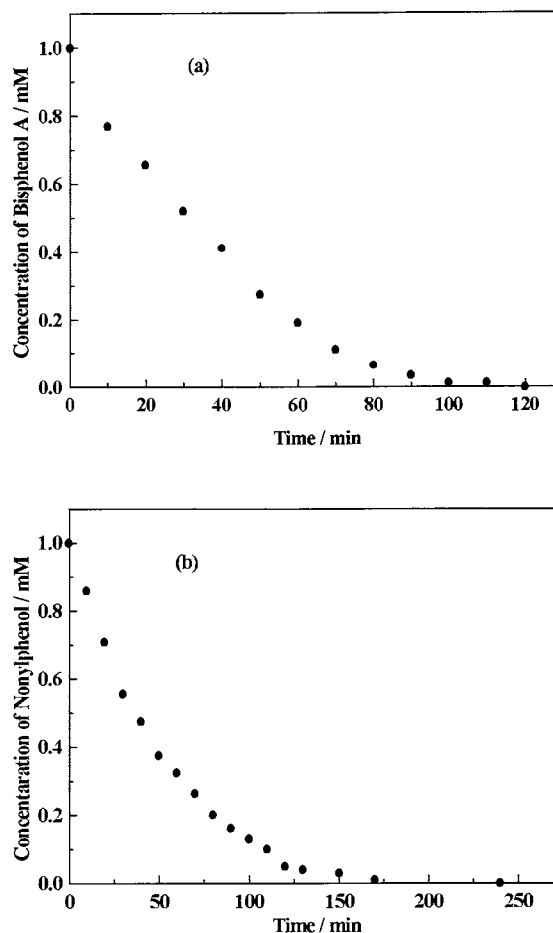 (a)
Concentration of Bisphenol A / mM
1.0
0.8
0.6
0.4
0.2
0.0
0 20 40 60 80 100 120
Time / min
(b)
Concentaration of Nonylphenol / mM
1.0
0.8
0.6
0.4
0.2
0.0
0 50 100 150 200 250
Time / min